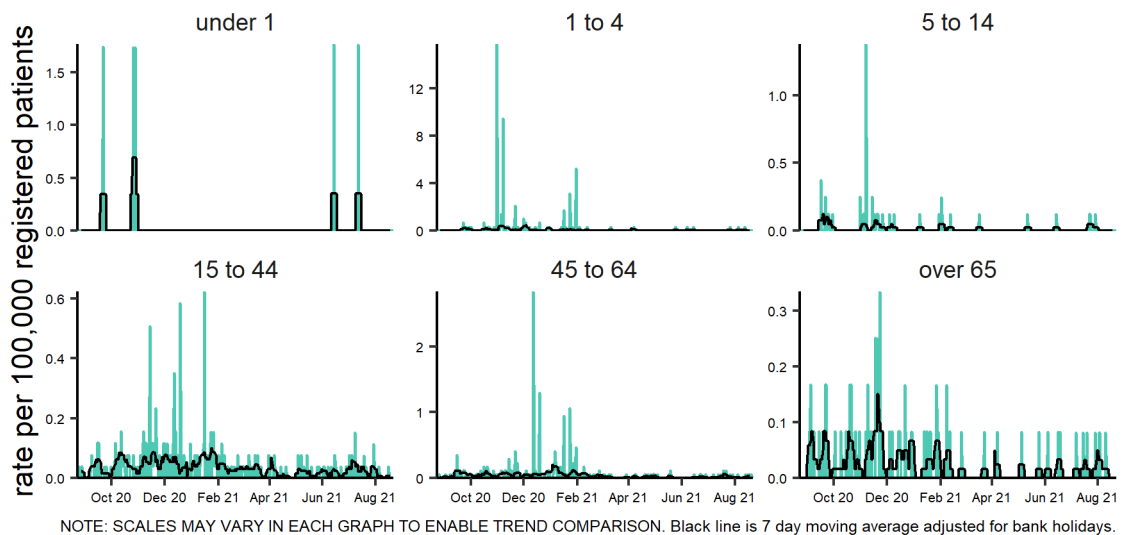 rate per 100,000 registered patients
under 1
1.5
1.0
0.5
0.0
1 to 4
12
8
4
0
5 to 14
1.0
0.5
0.0
15 to 44
0.6
0.4
0.2
0.0
Oct 20 Dec 20 Feb 21 Apr 21 Jun 21 Aug 21
45 to 64
2
1
0
Oct 20 Dec 20 Feb 21 Apr 21 Jun 21 Aug 21
over 65
0.3
0.2
0.1
0.0
Oct 20 Dec 20 Feb 21 Apr 21 Jun 21 Aug 21
NOTE: SCALES MAY VARY IN EACH GRAPH TO ENABLE TREND COMPARISON. Black line is 7 day moving average adjusted for bank holidays.